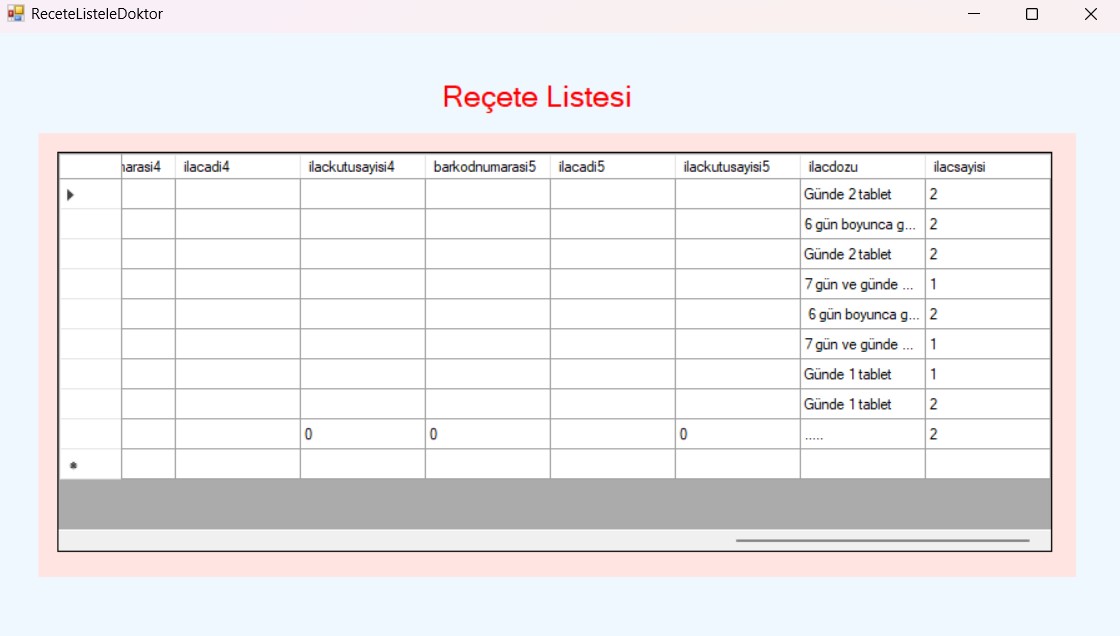 ReceteListeleDoktor
Reçete Listesi
arasi4 ilacadi4 ilackutusayisi4 barkodnumarasi5 ilacadi5 ilackutusayisi5 ilacdozu ilacsayisi
Günde 2 tablet 2
6 gün boyunca g... 2
Günde 2 tablet 2
7 gün ve günde ... 1
6 gün boyunca g... 2
7 gün ve günde ... 1
Günde 1 tablet 1
Günde 1 tablet 2
0 0 0 ..... 2